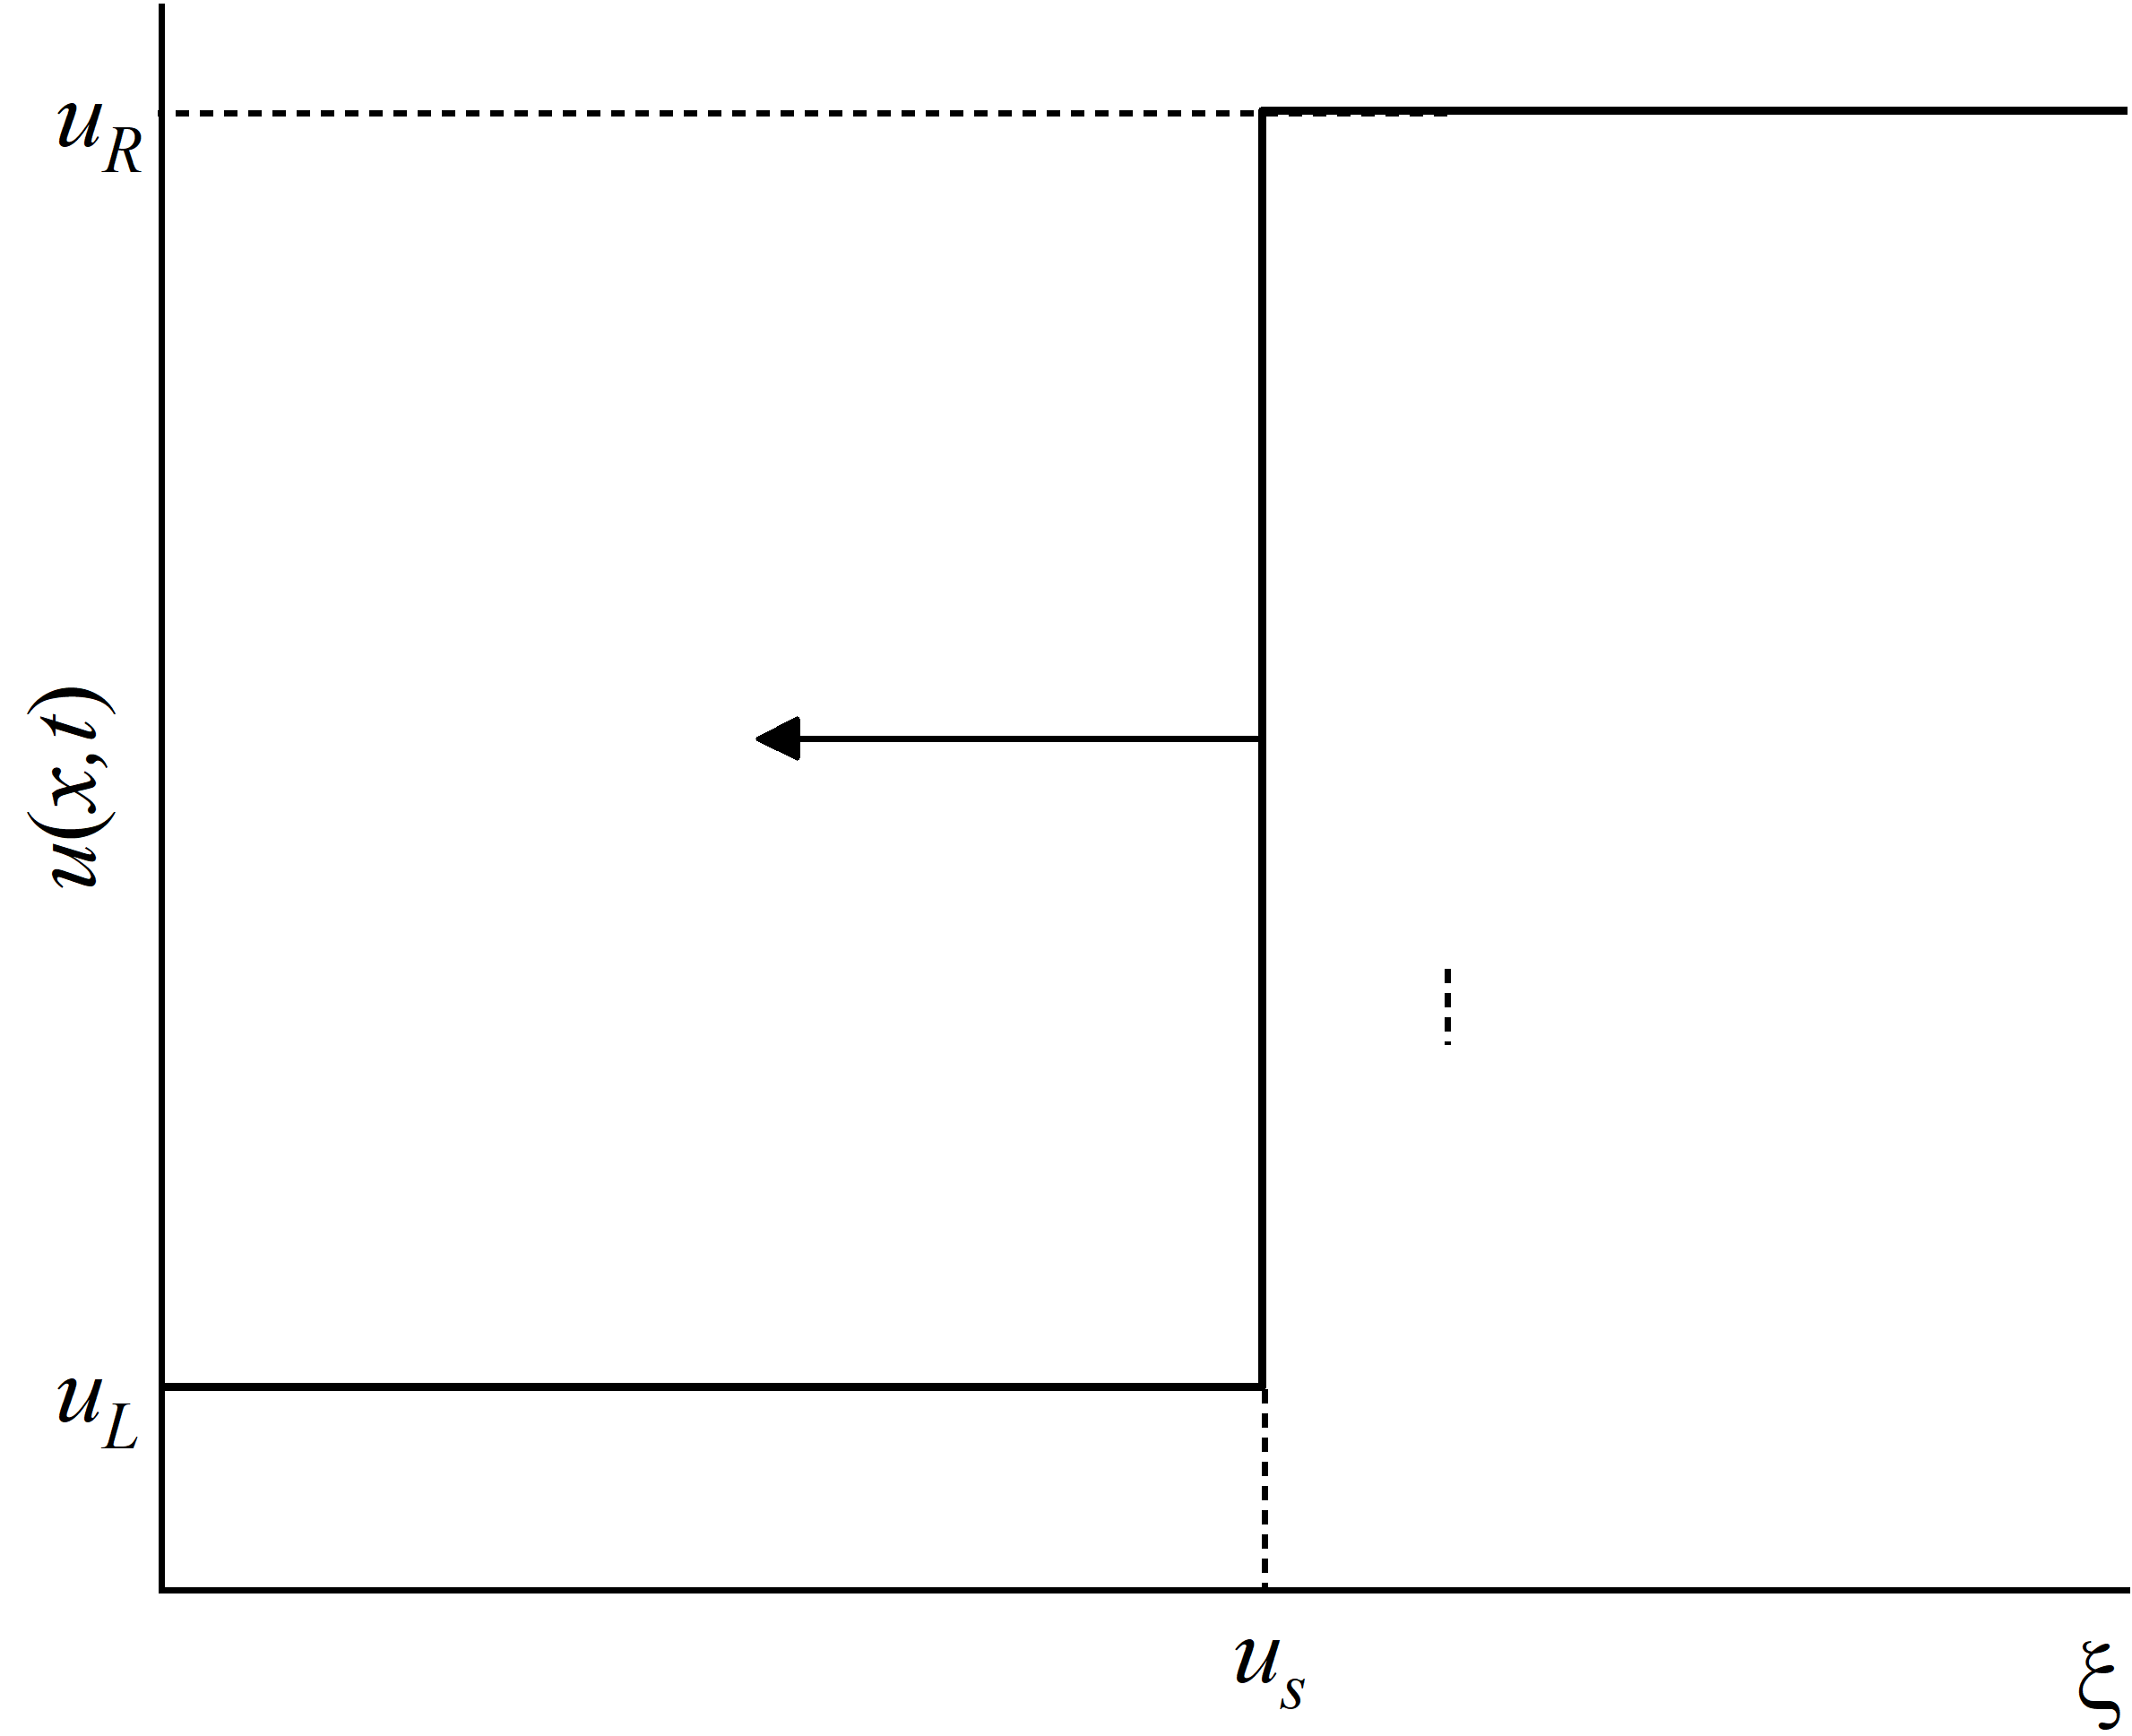 u_R
u(x,t)
u_L
u_s
ξ